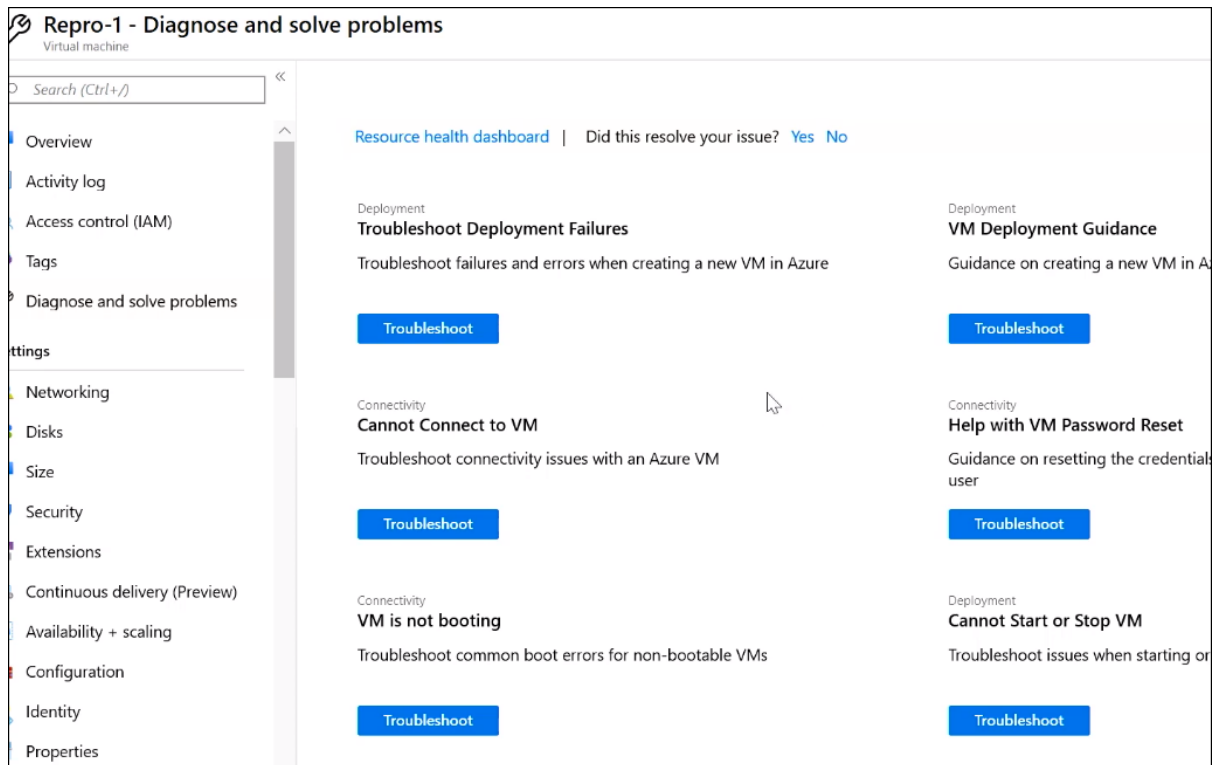 Repro-1 - Diagnose and solve problems
Virtual machine
Search (Ctrl+/)
«
Overview
Activity log
Access control (IAM)
Tags
Diagnose and solve problems
ttings
Networking
Disks
Size
Security
Extensions
Continuous delivery (Preview)
Availability + scaling
Configuration
Identity
Properties
Resource health dashboard | Did this resolve your issue? Yes No
Deployment
Troubleshoot Deployment Failures
Troubleshoot failures and errors when creating a new VM in Azure
Troubleshoot
Deployment
VM Deployment Guidance
Guidance on creating a new VM in A
Troubleshoot
Connectivity
Cannot Connect to VM
Troubleshoot connectivity issues with an Azure VM
Troubleshoot
Connectivity
Help with VM Password Reset
Guidance on resetting the credentials
user
Troubleshoot
Connectivity
VM is not booting
Troubleshoot common boot errors for non-bootable VMs
Troubleshoot
Deployment
Cannot Start or Stop VM
Troubleshoot issues when starting or
Troubleshoot